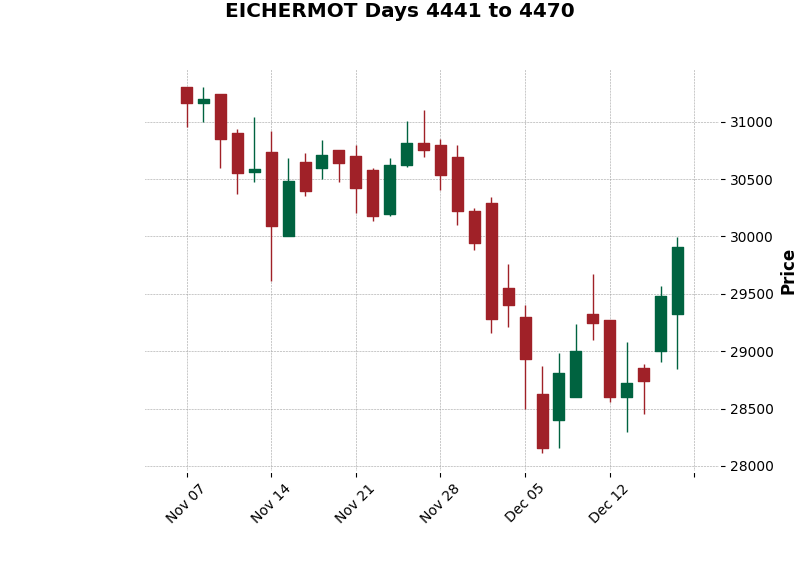 EICHERMOT Days 4441 to 4470
31000
30500
30000
29500
29000
28500
28000
Price
Nov 07
Nov 14
Nov 21
Nov 28
Dec 05
Dec 12